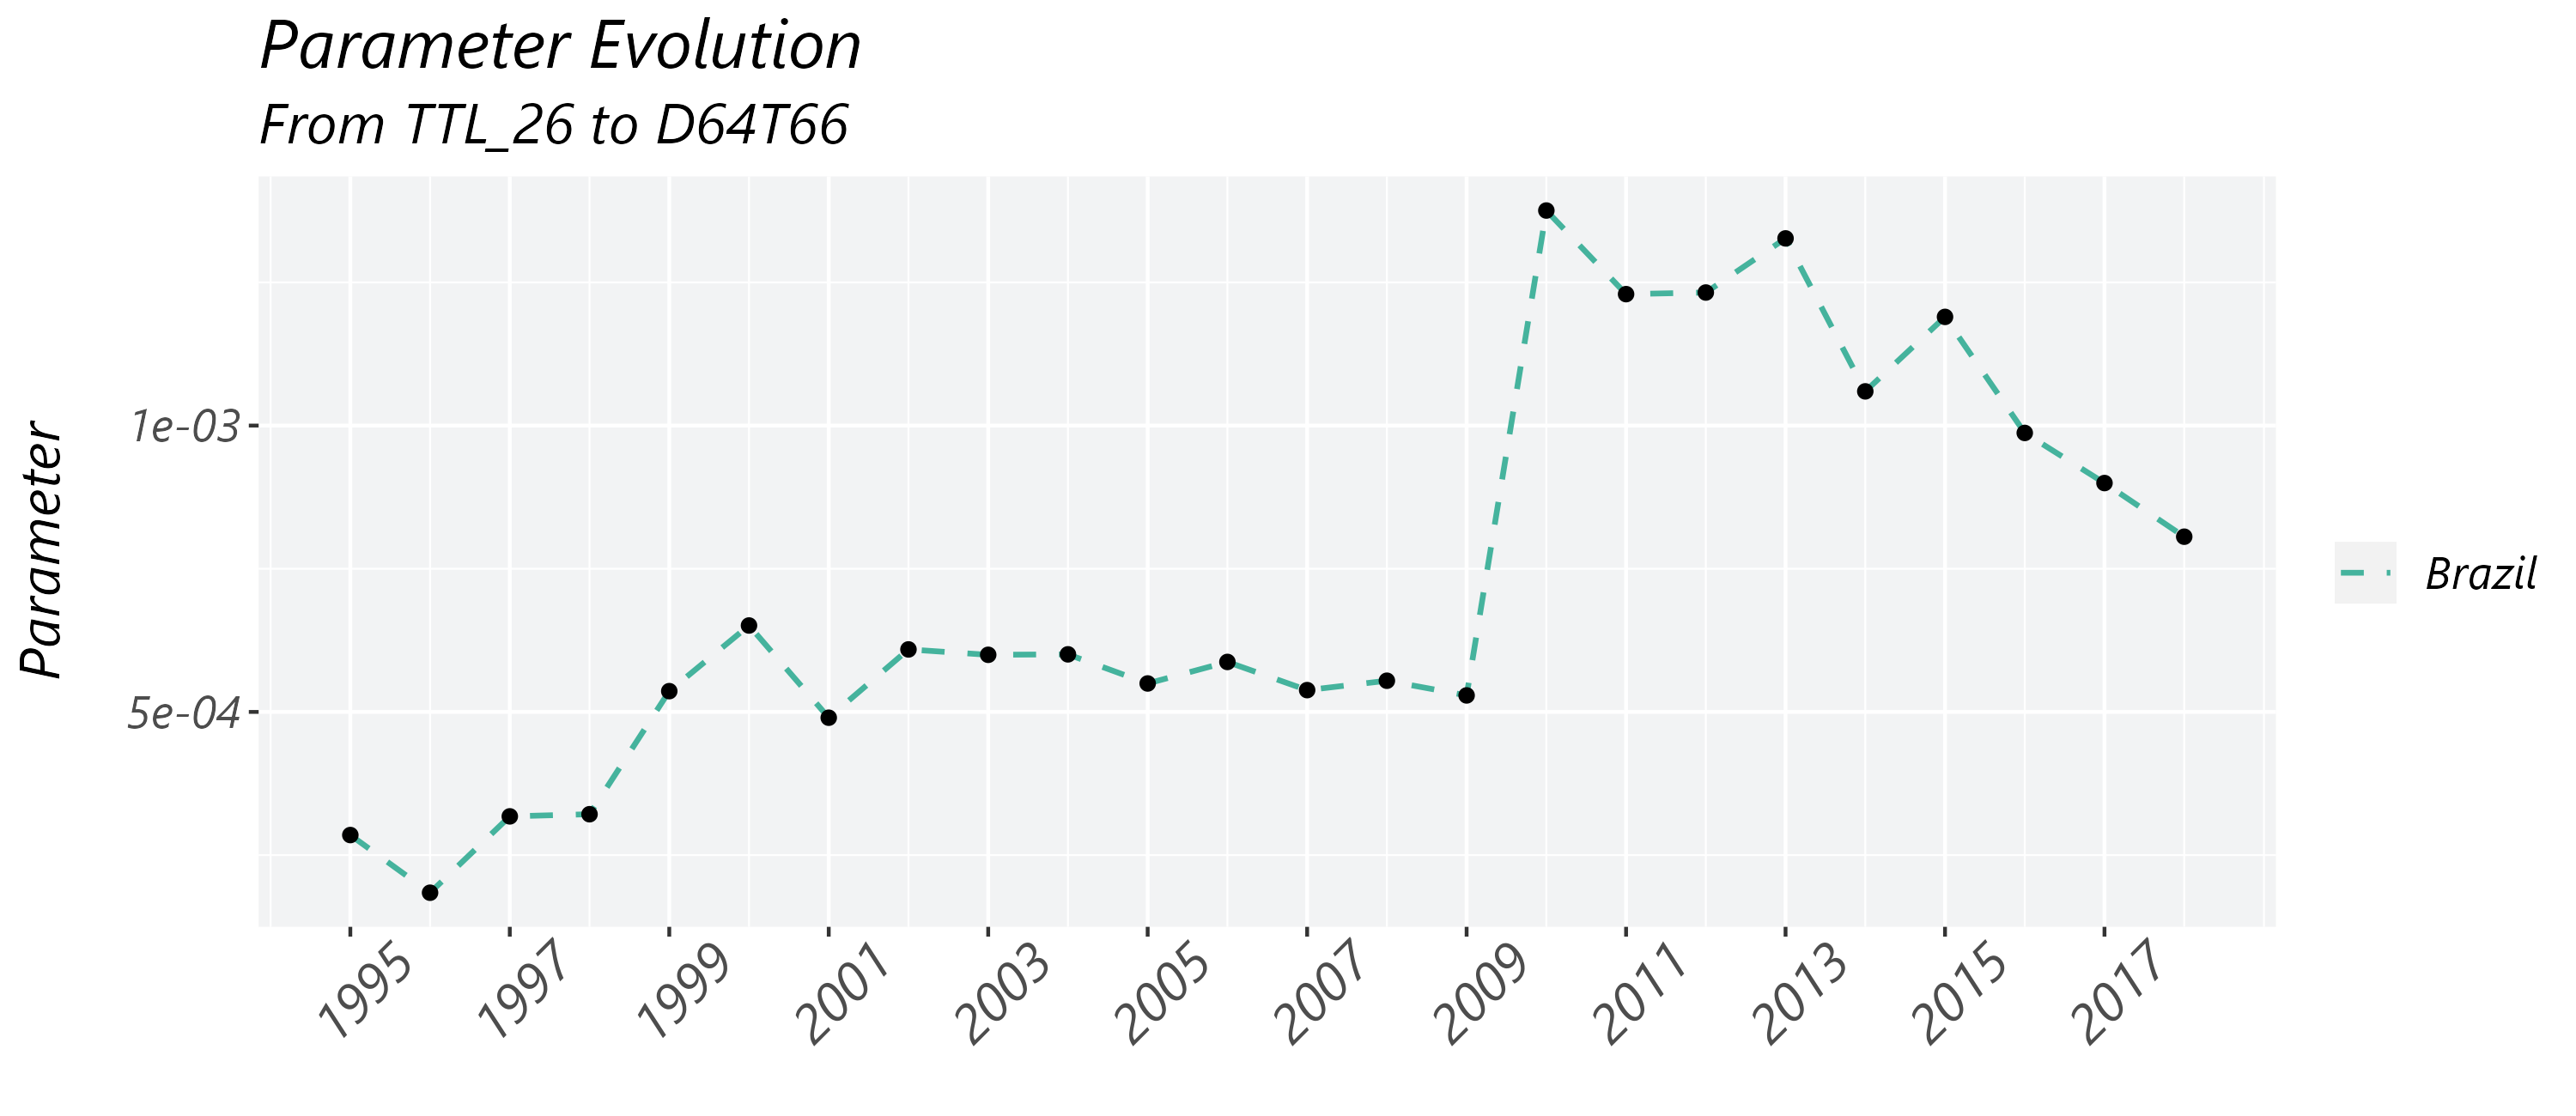 Parameter Evolution
From TTL_26 to D64T66
Parameter
1e-03
5e-04
1995
1997
1999
2001
2003
2005
2007
2009
2011
2013
2015
2017
Brazil